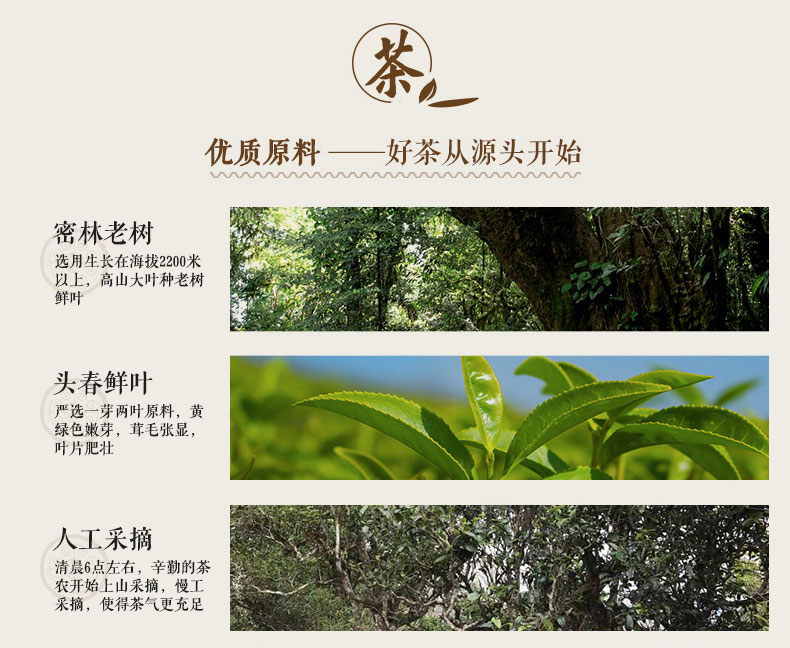 茶
优质原料——好茶从源头开始
密林老树
选用生长在海拔2200米
以上，高山大叶种老树
鲜叶
头春鲜叶
严选一芽两叶原料，黄
绿色嫩芽，茸毛张显，
叶片肥壮
人工采摘
清晨6点左右，辛勤的茶
农开始上山采摘，慢工
采摘，使得茶气更充足